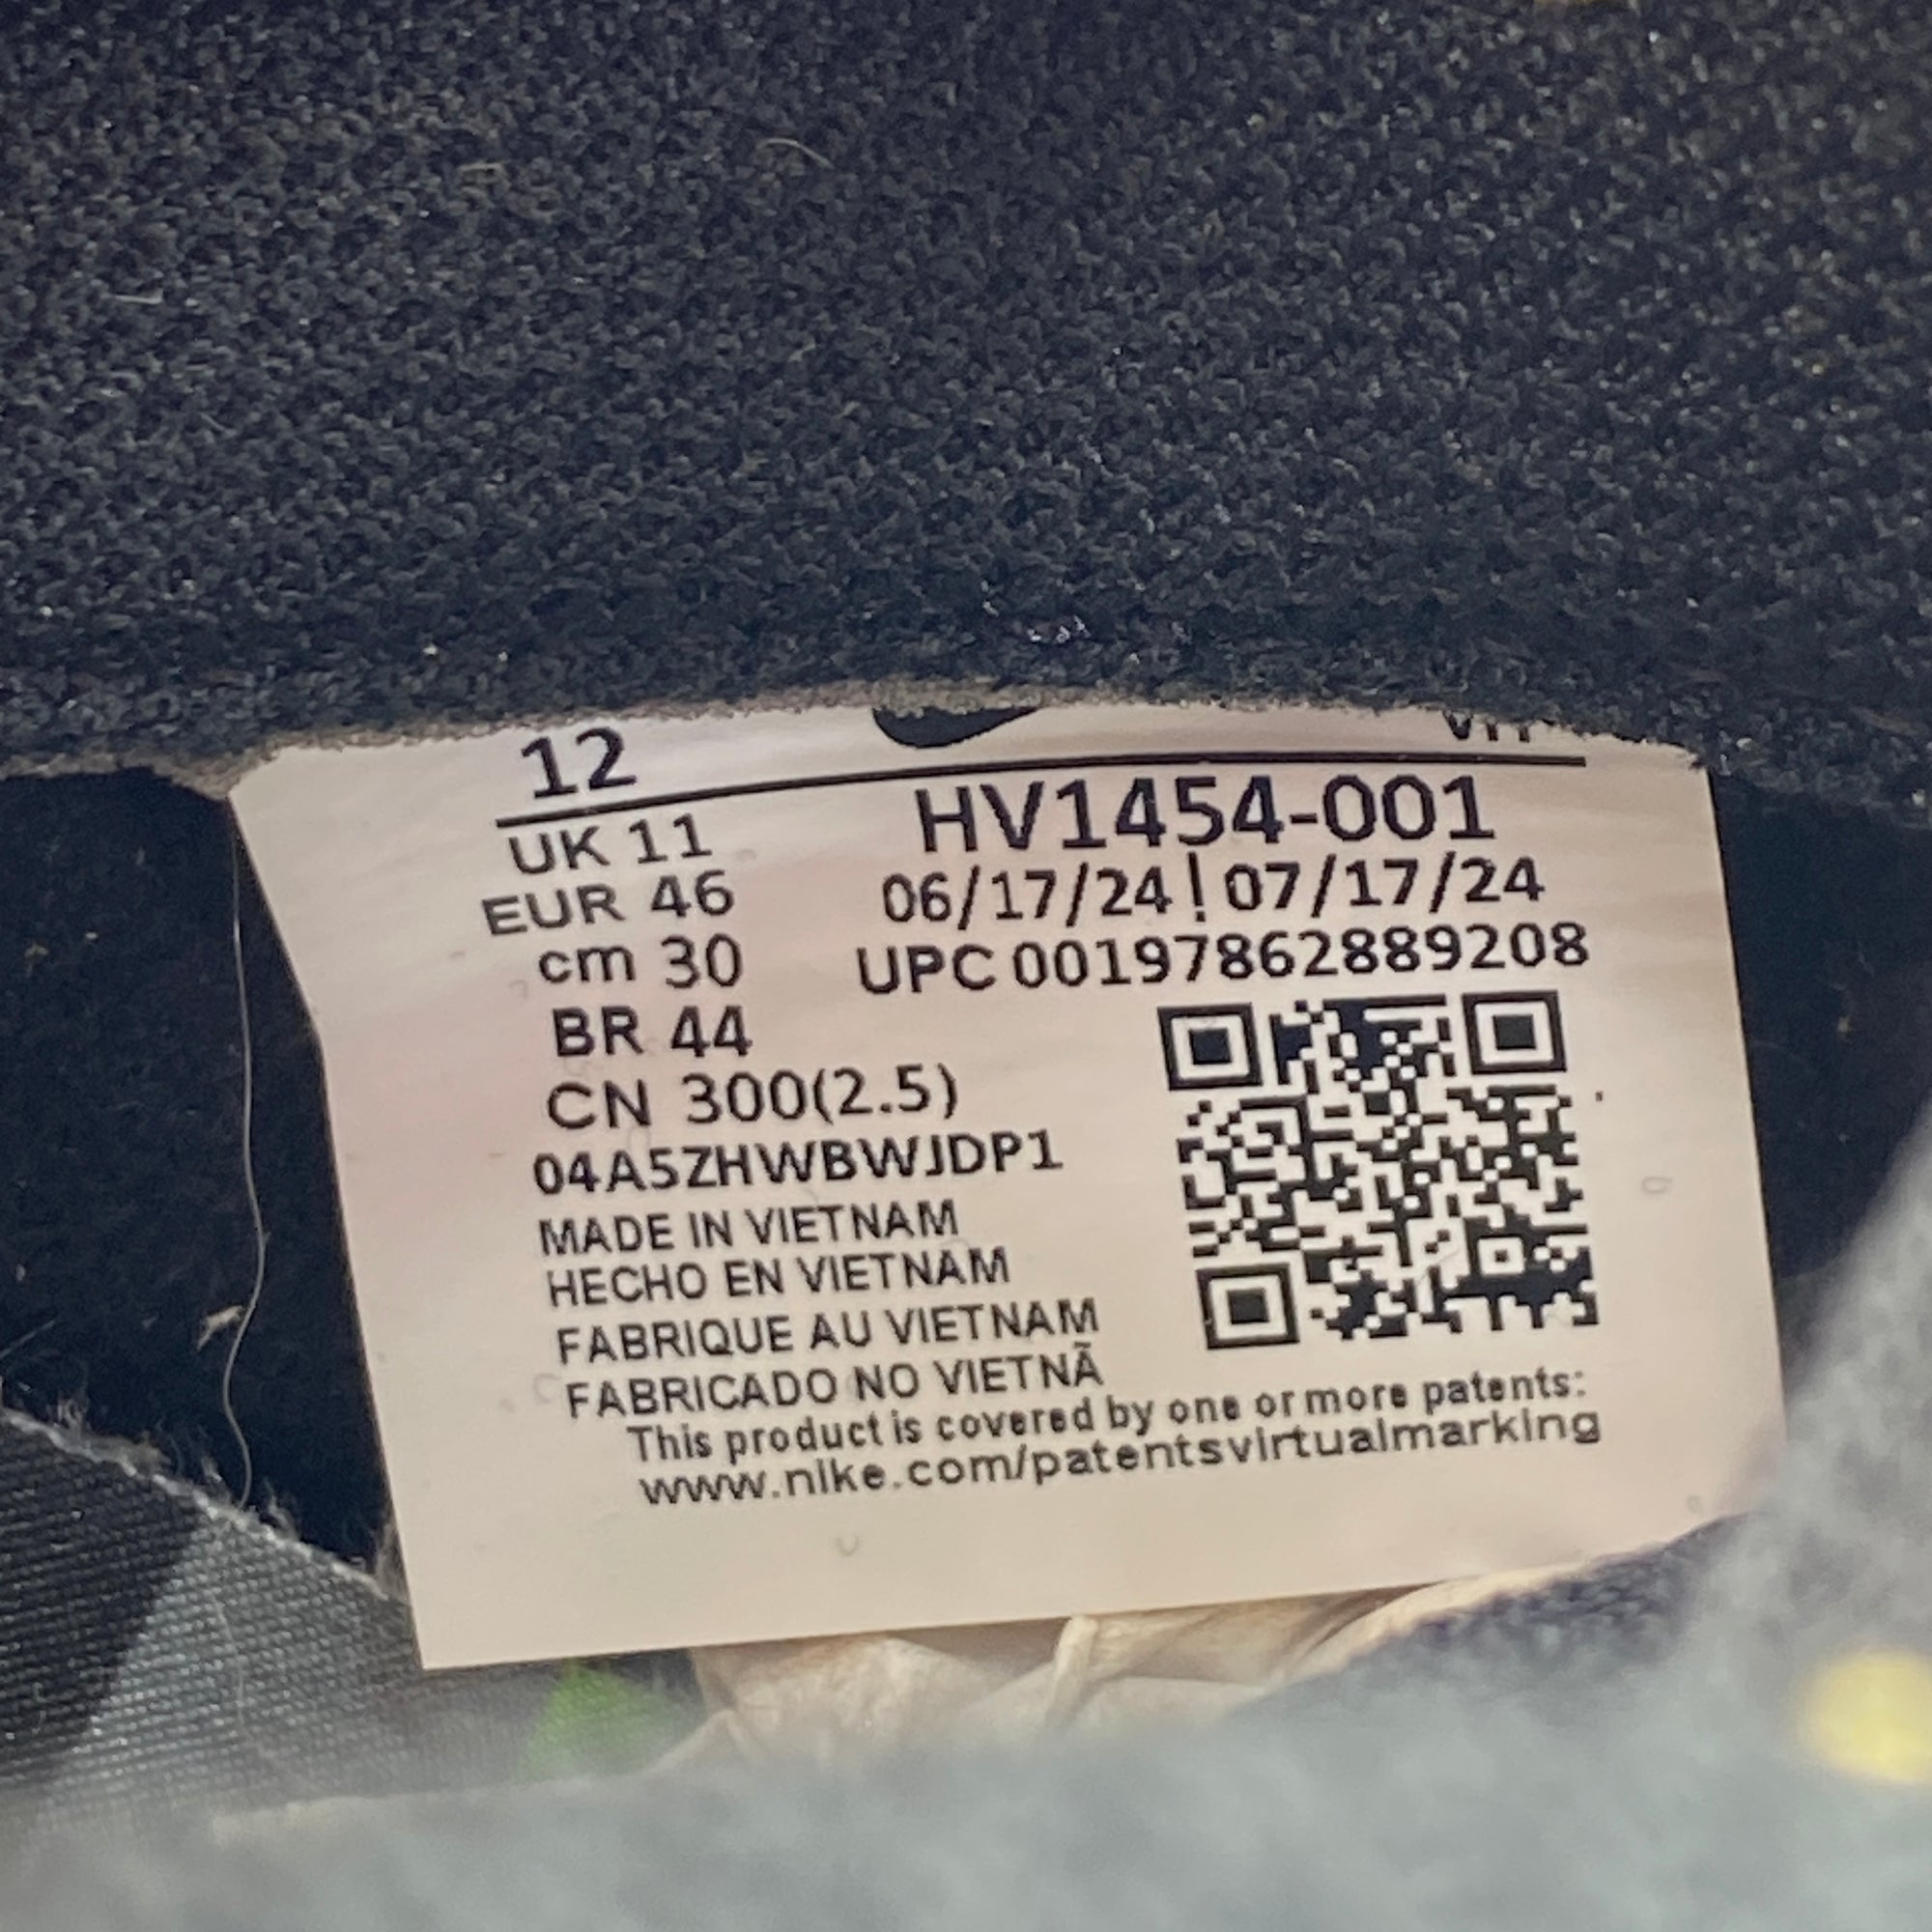 12
UK 11
HV1454-001
EUR 46
06/17/24 | 07/17/24
cm 30
UPC 00197862889208
BR 44
CN 300(2.5)
04A5ZHWBWJDP1
MADE IN VIETNAM
HECHO EN VIETNAM
FABRIQUE AU VIETNAM
FABRICADO NO VIETNÃ
This product is covered by one or more patents:
www.nike.com/patentsvirtualmarking